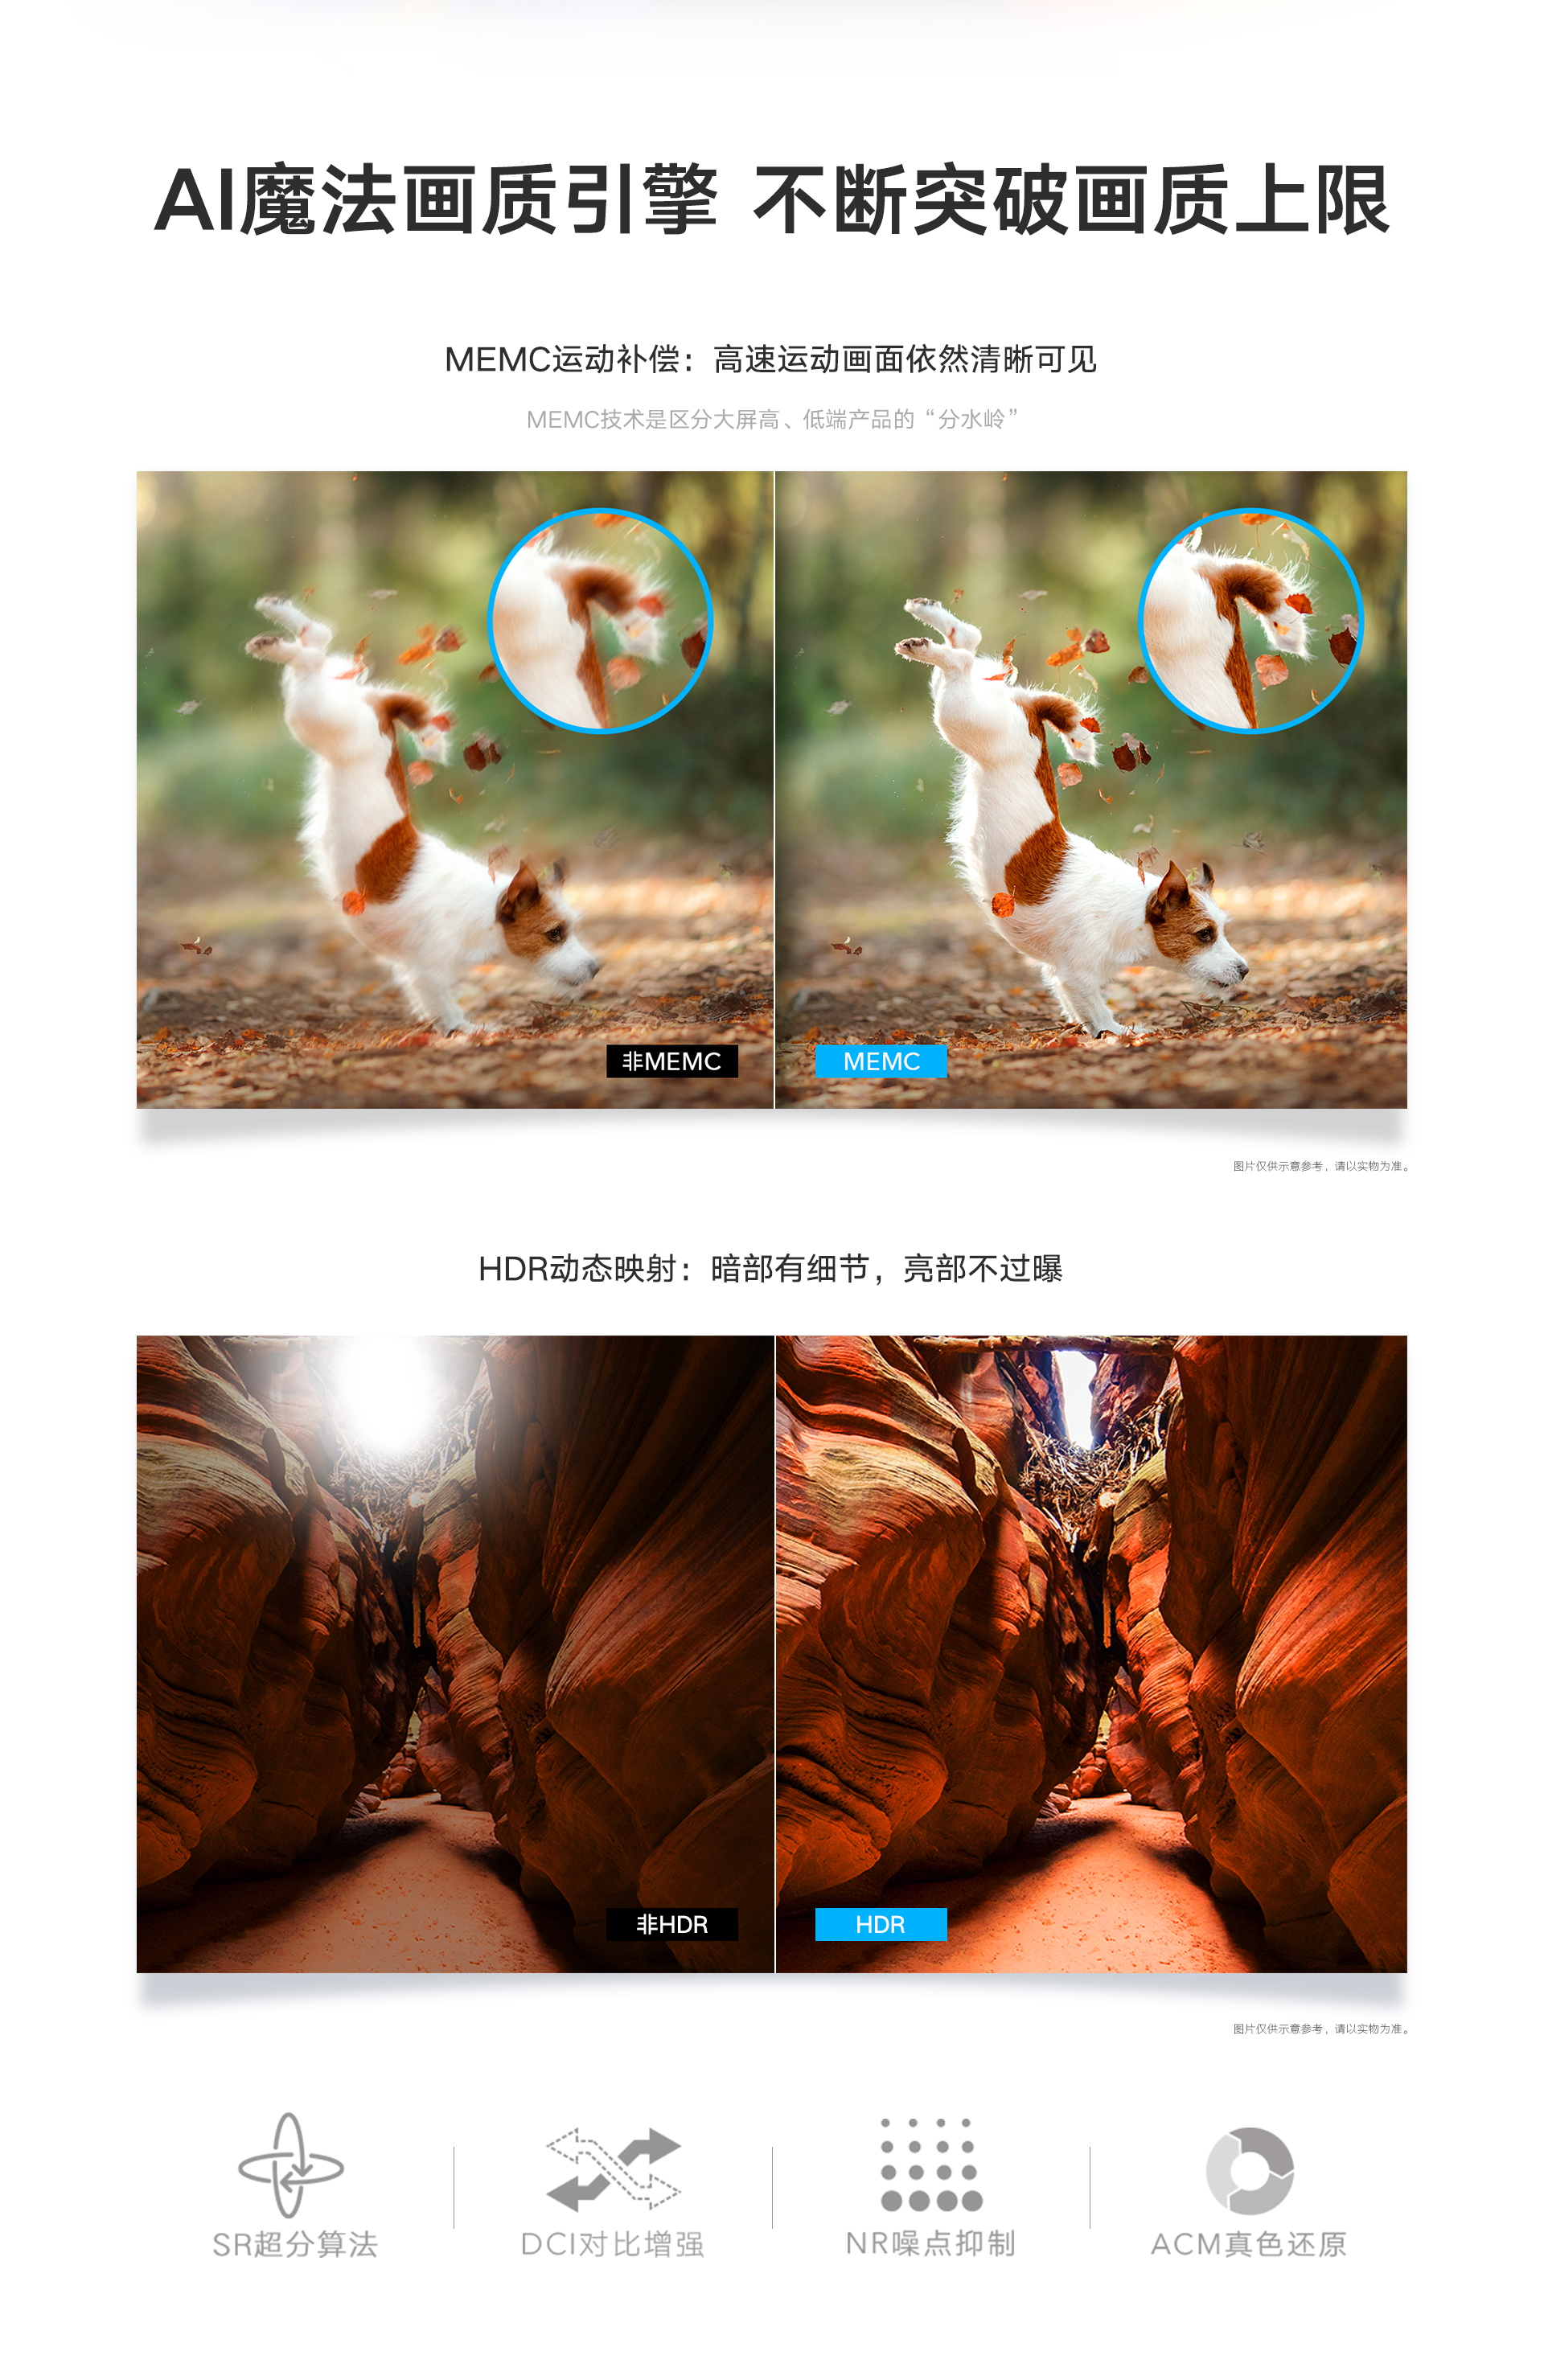 AI魔法画质引擎 不断突破画质上限
MEMC运动补偿：高速运动画面依然清晰可见
MEMC技术是区分大屏高、低端产品的“分水岭”
非MEMC
MEMC
图片仅供示意参考，请以实物为准。
HDR动态映射：暗部有细节，亮部不过曝
非HDR
HDR
图片仅供示意参考，请以实物为准。
SR超分算法
DCI对比增强
NR噪点抑制
ACM真色还原